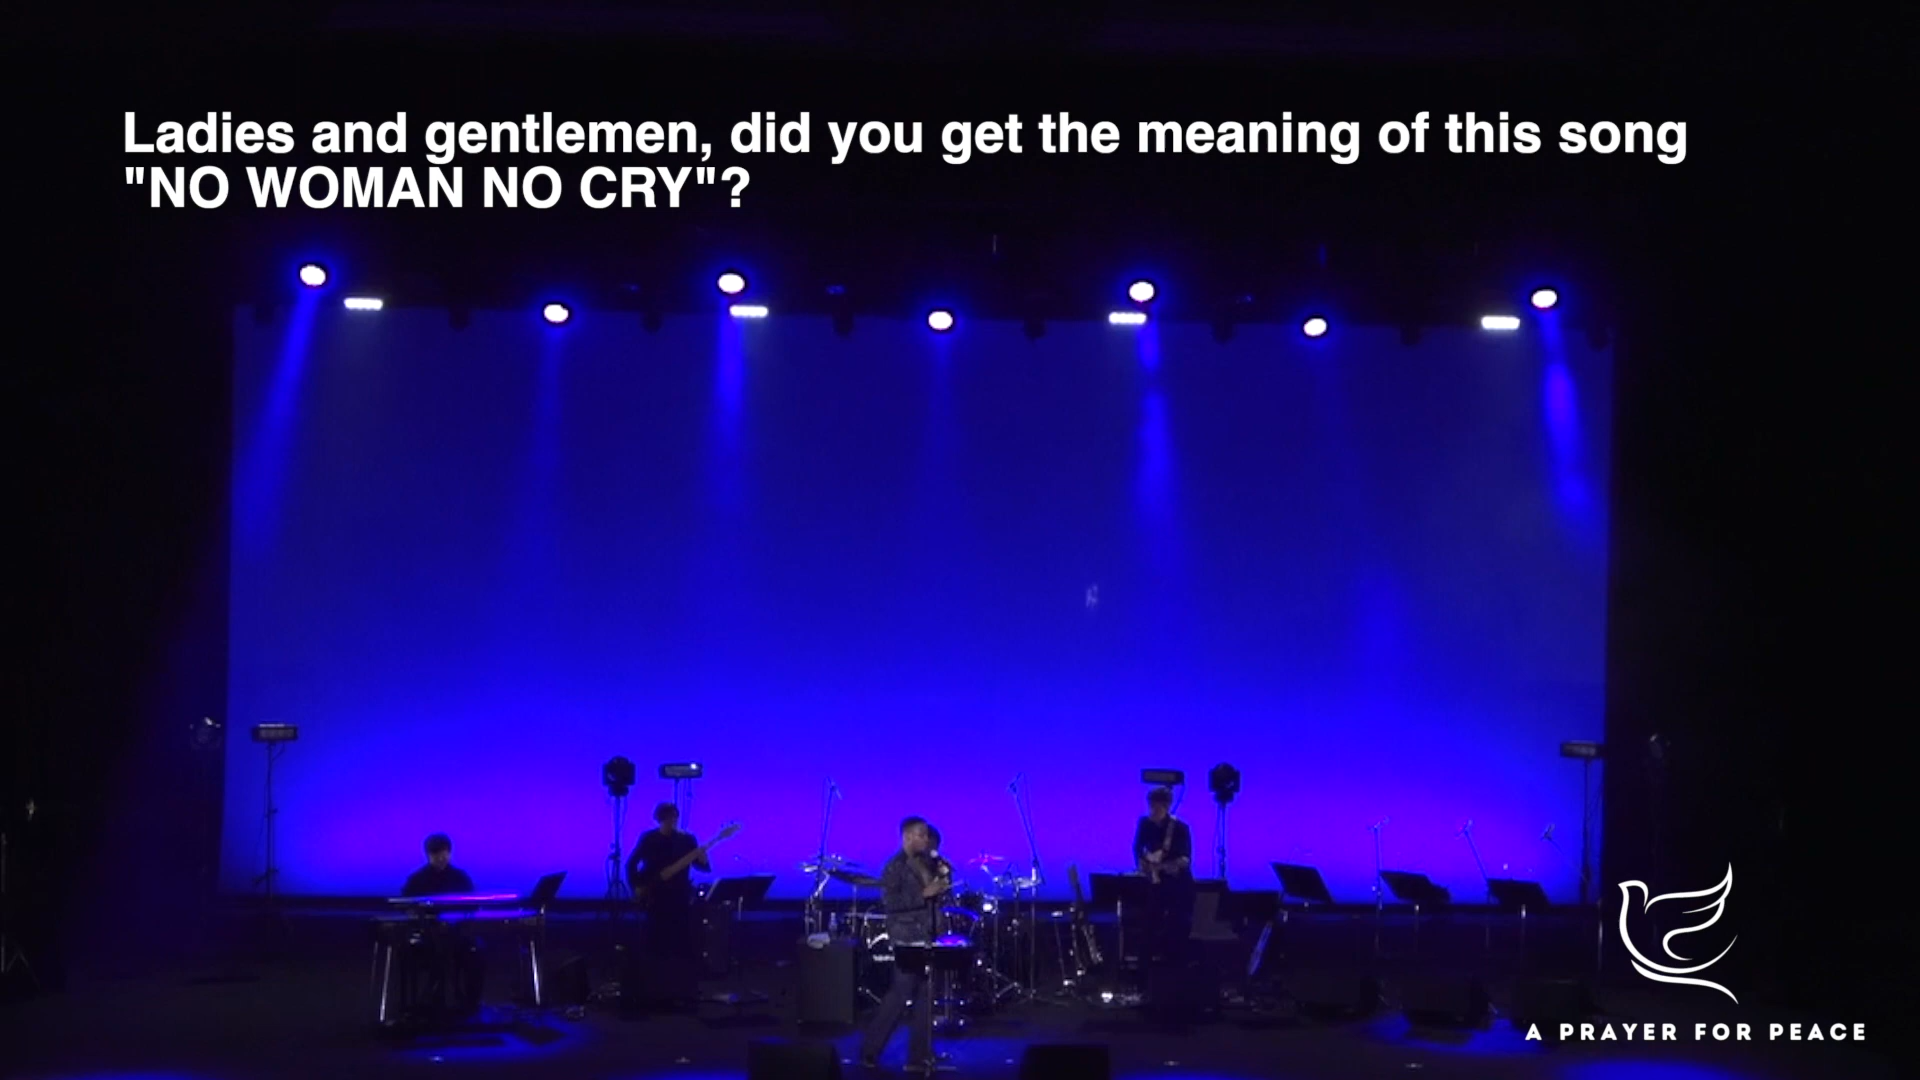 Ladies and gentlemen, did you get the meaning of this song
"NO WOMAN NO CRY"?
A PRAYER FOR PEACE